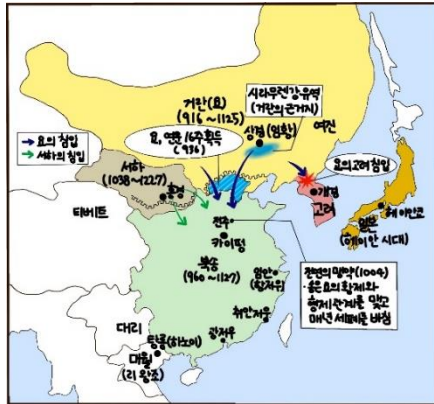 거란(요)
(916~1125)
시라무렌강유역
(거란의 근거지)
상경(임황)
여진
요, 연운 16주획득
(936)
요의 침입
서하의 침입
서하
(1038~1227)
흥경
티베트
요의고려 침입
개경
고려
헤이안쿄
일본
(헤이안 시대)
전주
카이펑
북송
(960~1127)
임안
(항저우)
전연의 맹약(1004)
·송은요의 황제와
형제 관계를 맺고
매년 세폐를 바침
취안저우
광저우
대리
탕롱(하노이)
대월
(리 왕조)